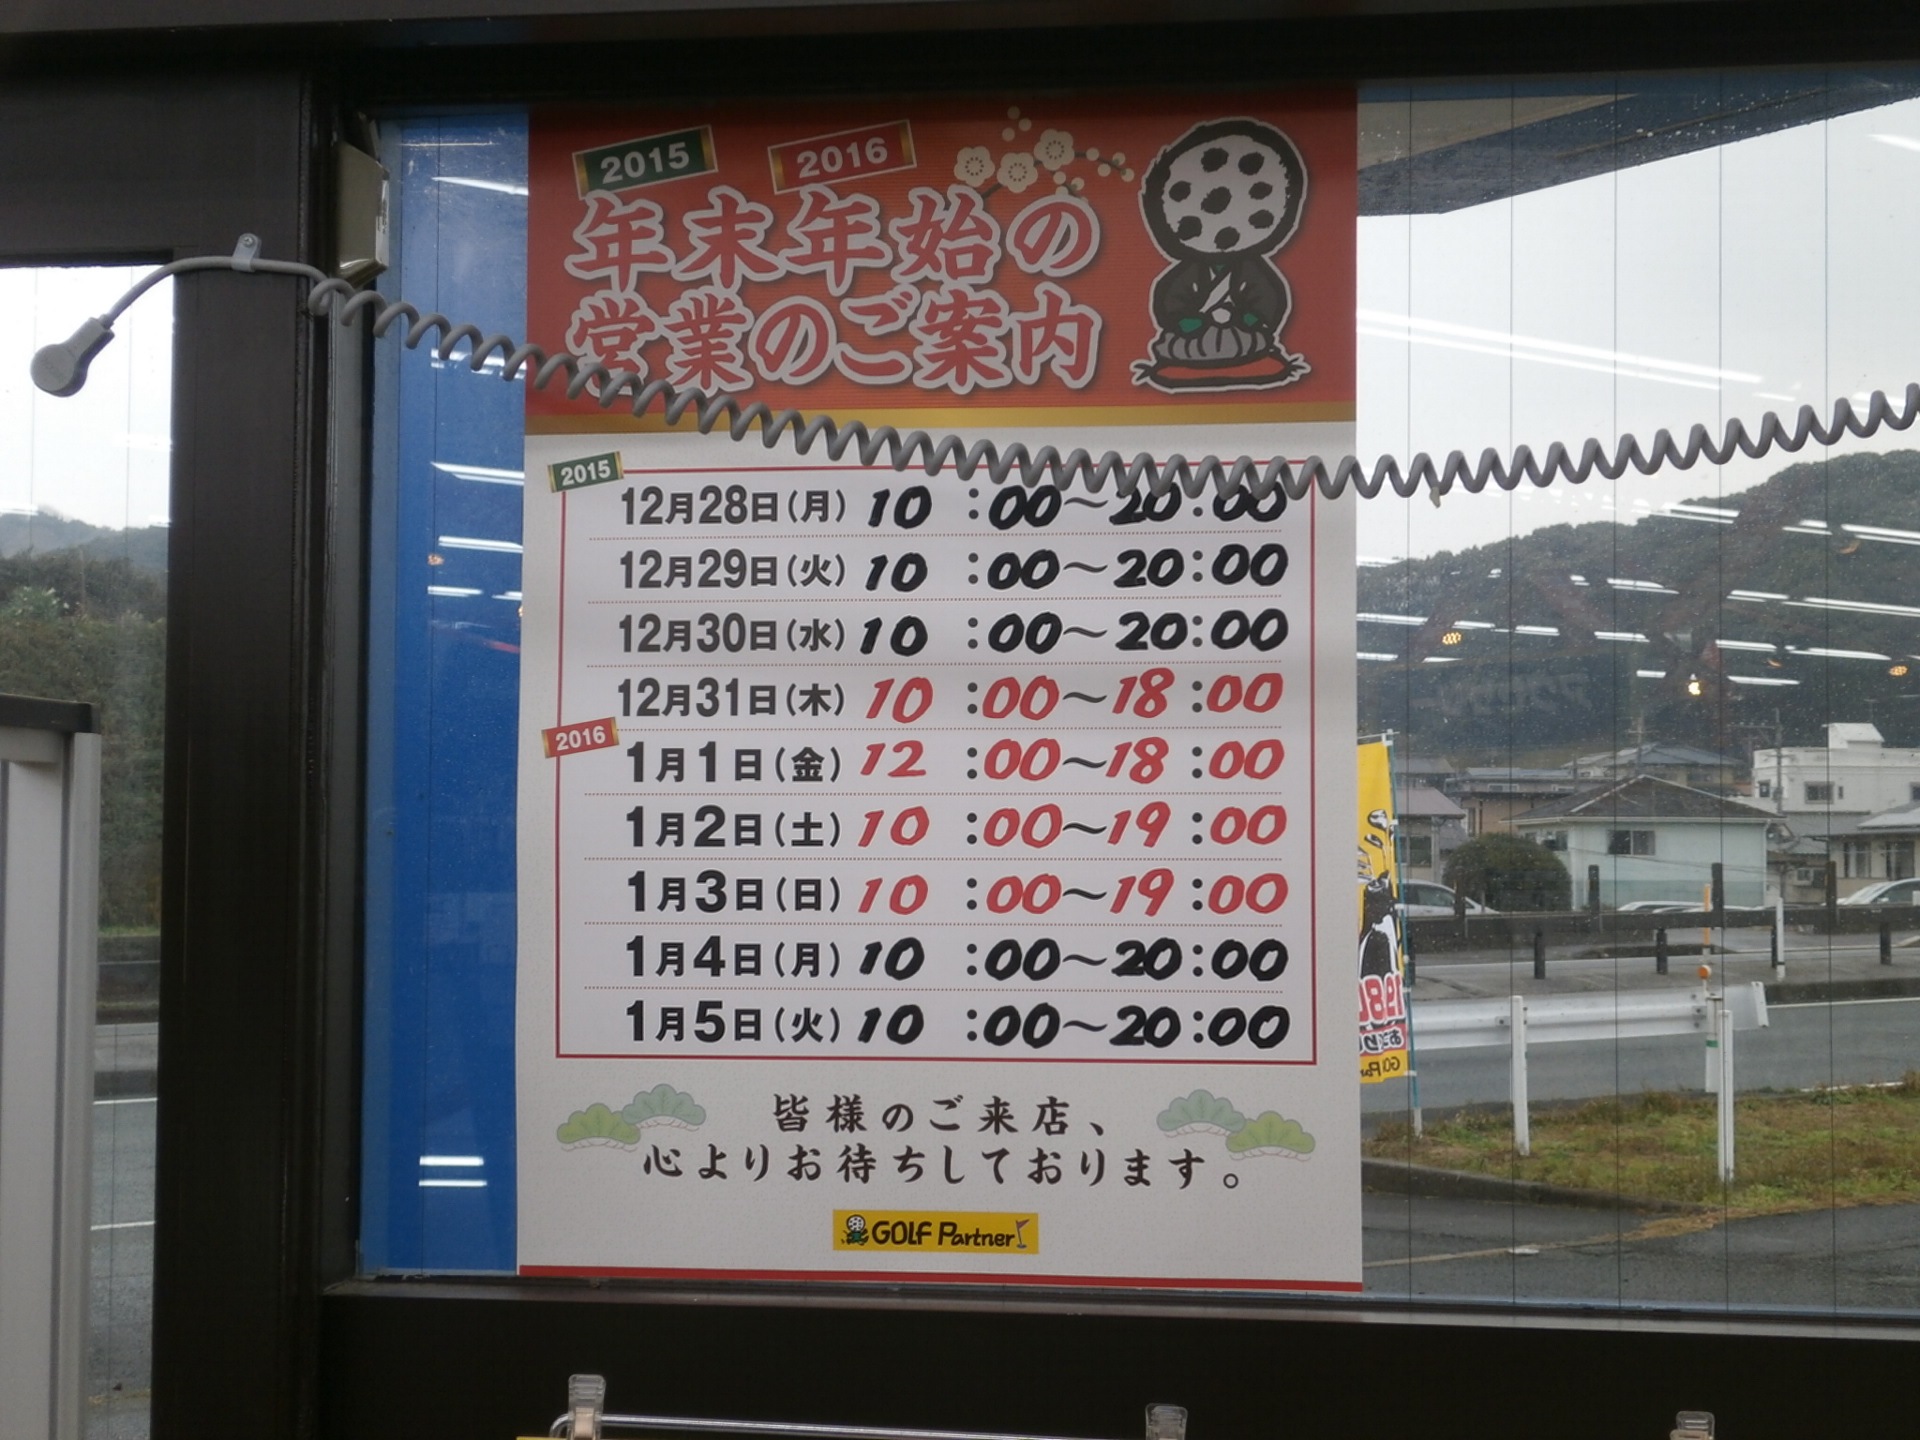 2015 2016
年末年始の
営業のご案内
2015
12月28日(月) 10:00～20:00
12月29日(火) 10:00～20:00
12月30日(水) 10:00～20:00
12月31日(木) 10:00～18:00
2016
1月1日(金) 12:00～18:00
1月2日(土) 10:00～19:00
1月3日(日) 10:00～19:00
1月4日(月) 10:00～20:00
1月5日(火) 10:00～20:00
皆様のご来店、
心よりお待ちしております。
GOLF Partner